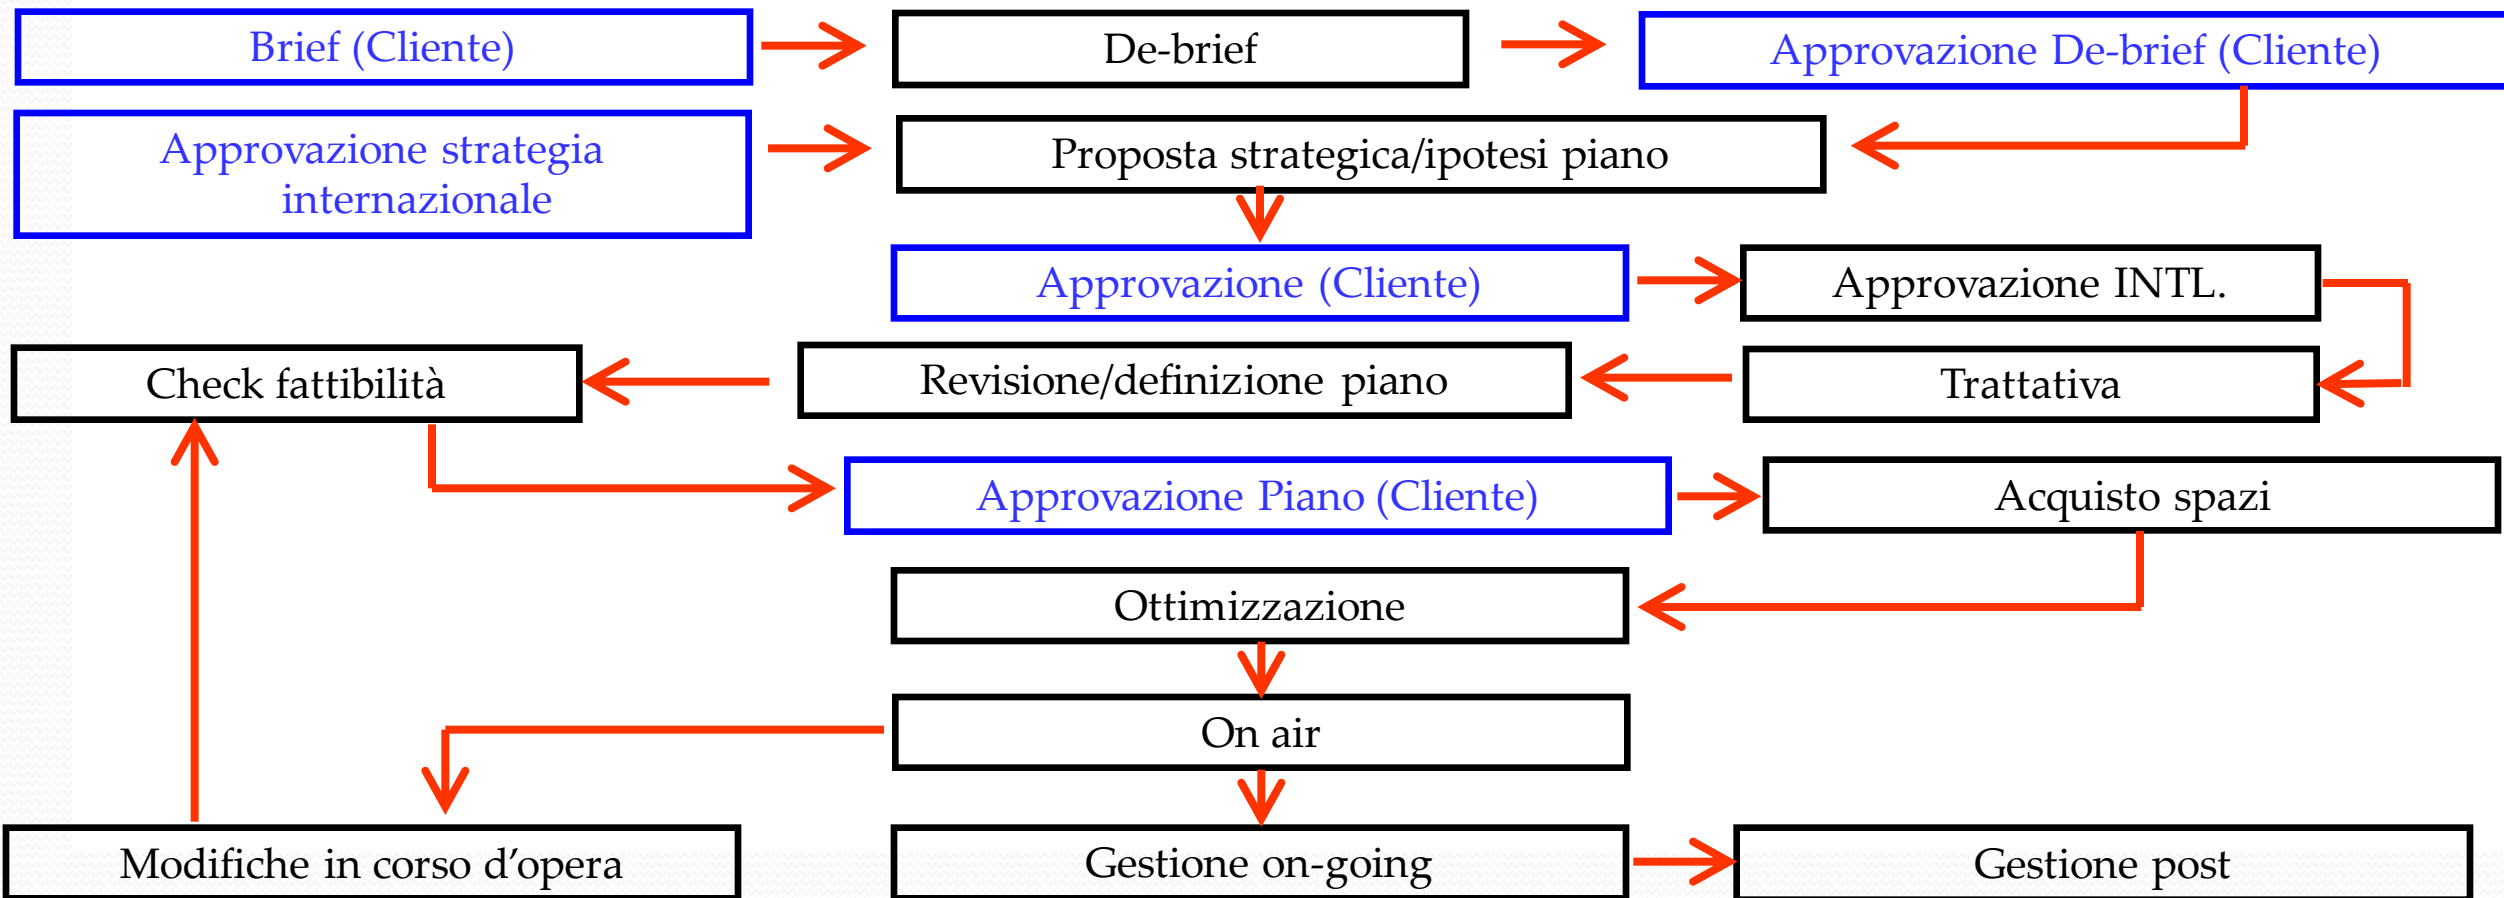 Brief (Cliente)
De-brief
Approvazione De-brief (Cliente)
Approvazione strategia
internazionale
Proposta strategica/ipotesi piano
Approvazione (Cliente)
Approvazione INTL.
Check fattibilità
Revisione/definizione piano
Trattativa
Approvazione Piano (Cliente)
Acquisto spazi
Ottimizzazione
On air
Modifiche in corso d’opera
Gestione on-going
Gestione post